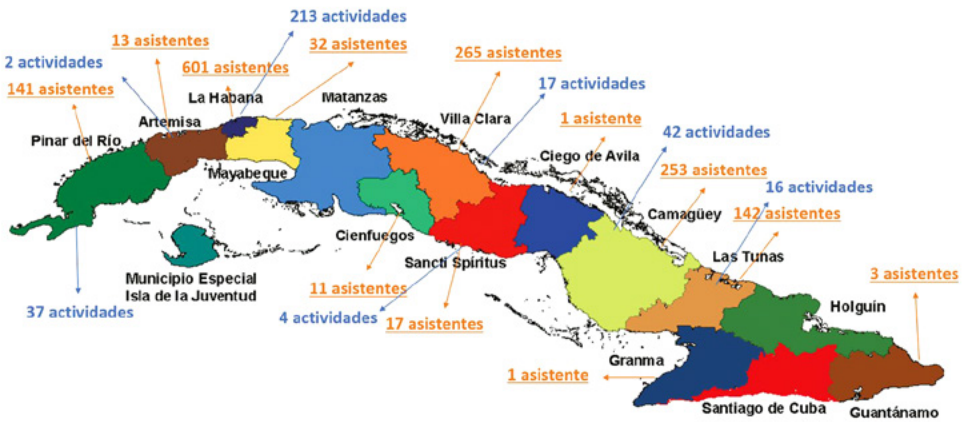 213 actividades
13 asistentes
32 asistentes
2 actividades
601 asistentes
265 asistentes
141 asistentes
La Habana
Matanzas
17 actividades
Artemisa
Villa Clara
1 asistente
Pinar del Río
42 actividades
Ciego de Avila
253 asistentes
Mayabeque
16 actividades
Camagüey
142 asistentes
Cienfuegos
Las Tunas
Sancti Spíritus
Municipio Especial
Isla de la Juventud
3 asistentes
11 asistentes
37 actividades
4 actividades
17 asistentes
Holguín
Granma
1 asistente
Santiago de Cuba
Guantánamo